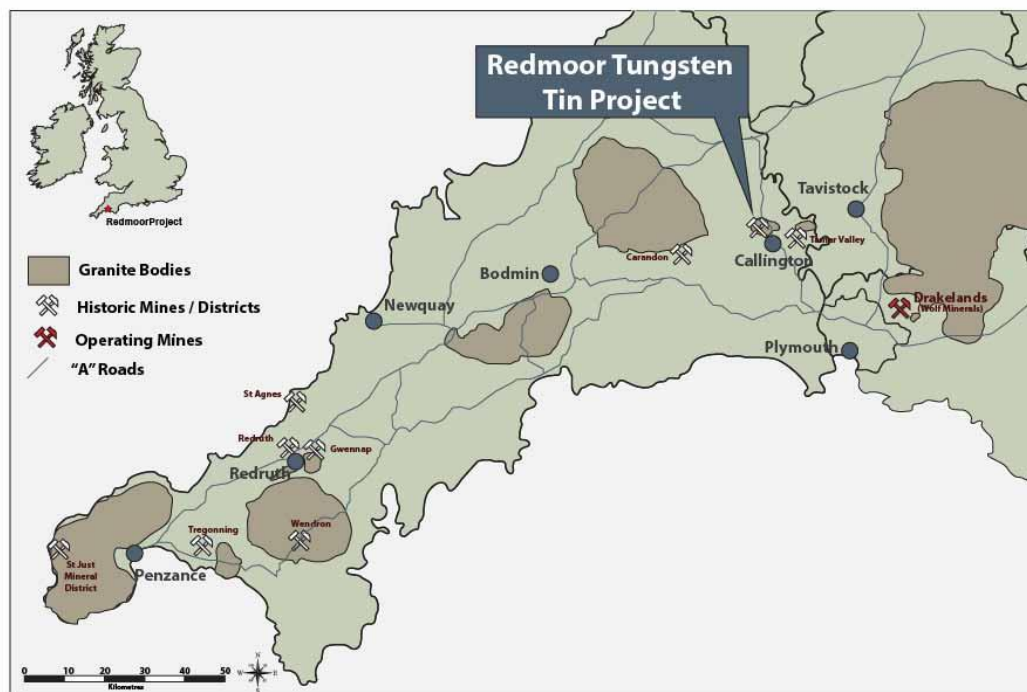 Redmoor Tungsten
Tin Project
RedmoorProject
Granite Bodies
Historic Mines / Districts
Operating Mines
"A" Roads
Tavistock
Tamar Valley
Callington
Carandon
Bodmin
Newquay
Drakelands
(Wolf Minerals)
Plymouth
St Agnes
Redruth
Gwennap
Redruth
Tregonning
Wendron
St Just
Mineral
District
Penzance
0 10 20 30 40 50
Kilometres
N
W E
S